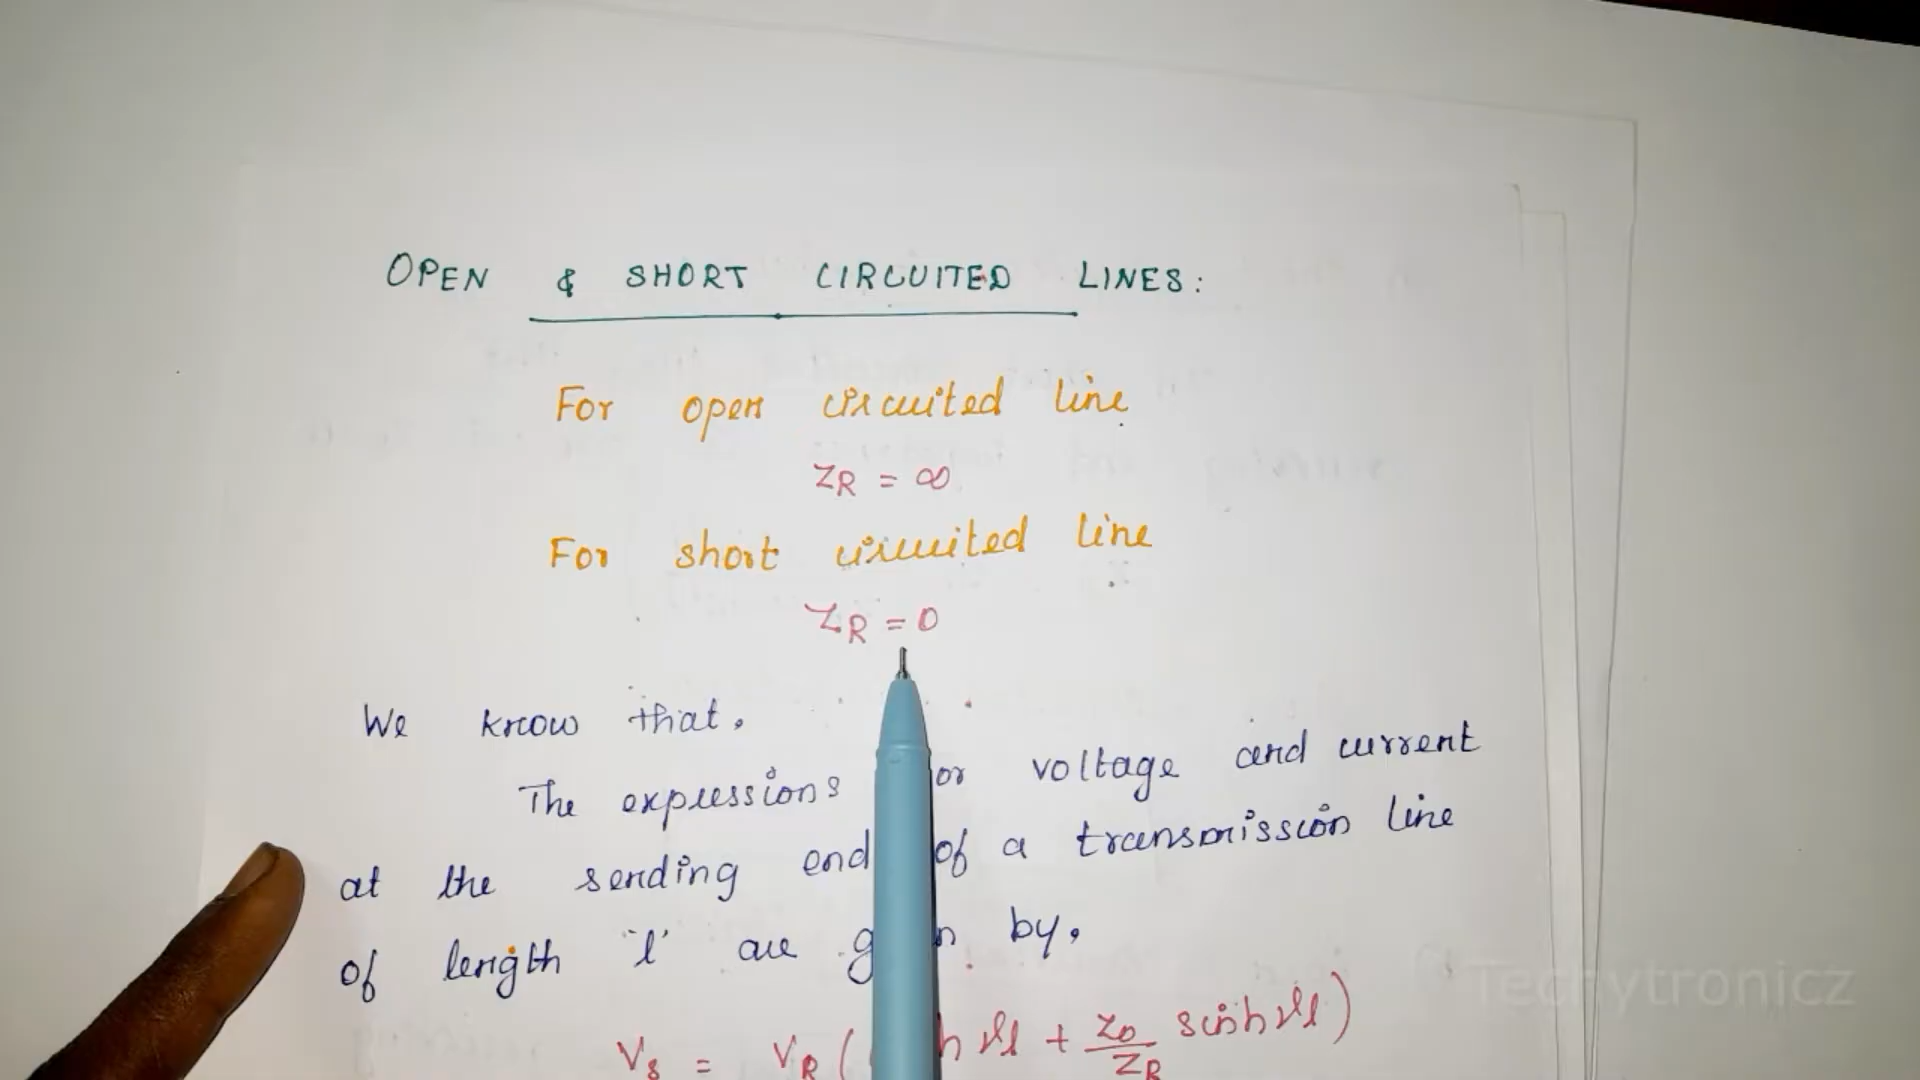 OPEN & SHORT CIRCUITED LINES:
For open circuited line
ZR = ∞
For short circuited line
ZR = 0
We know that,
The expressions or voltage and current
at the sending end of a transmission line
of length 'l' are by,
Vs = VR ( h γl + Z0/ZR sinh γl )
Techytronicz